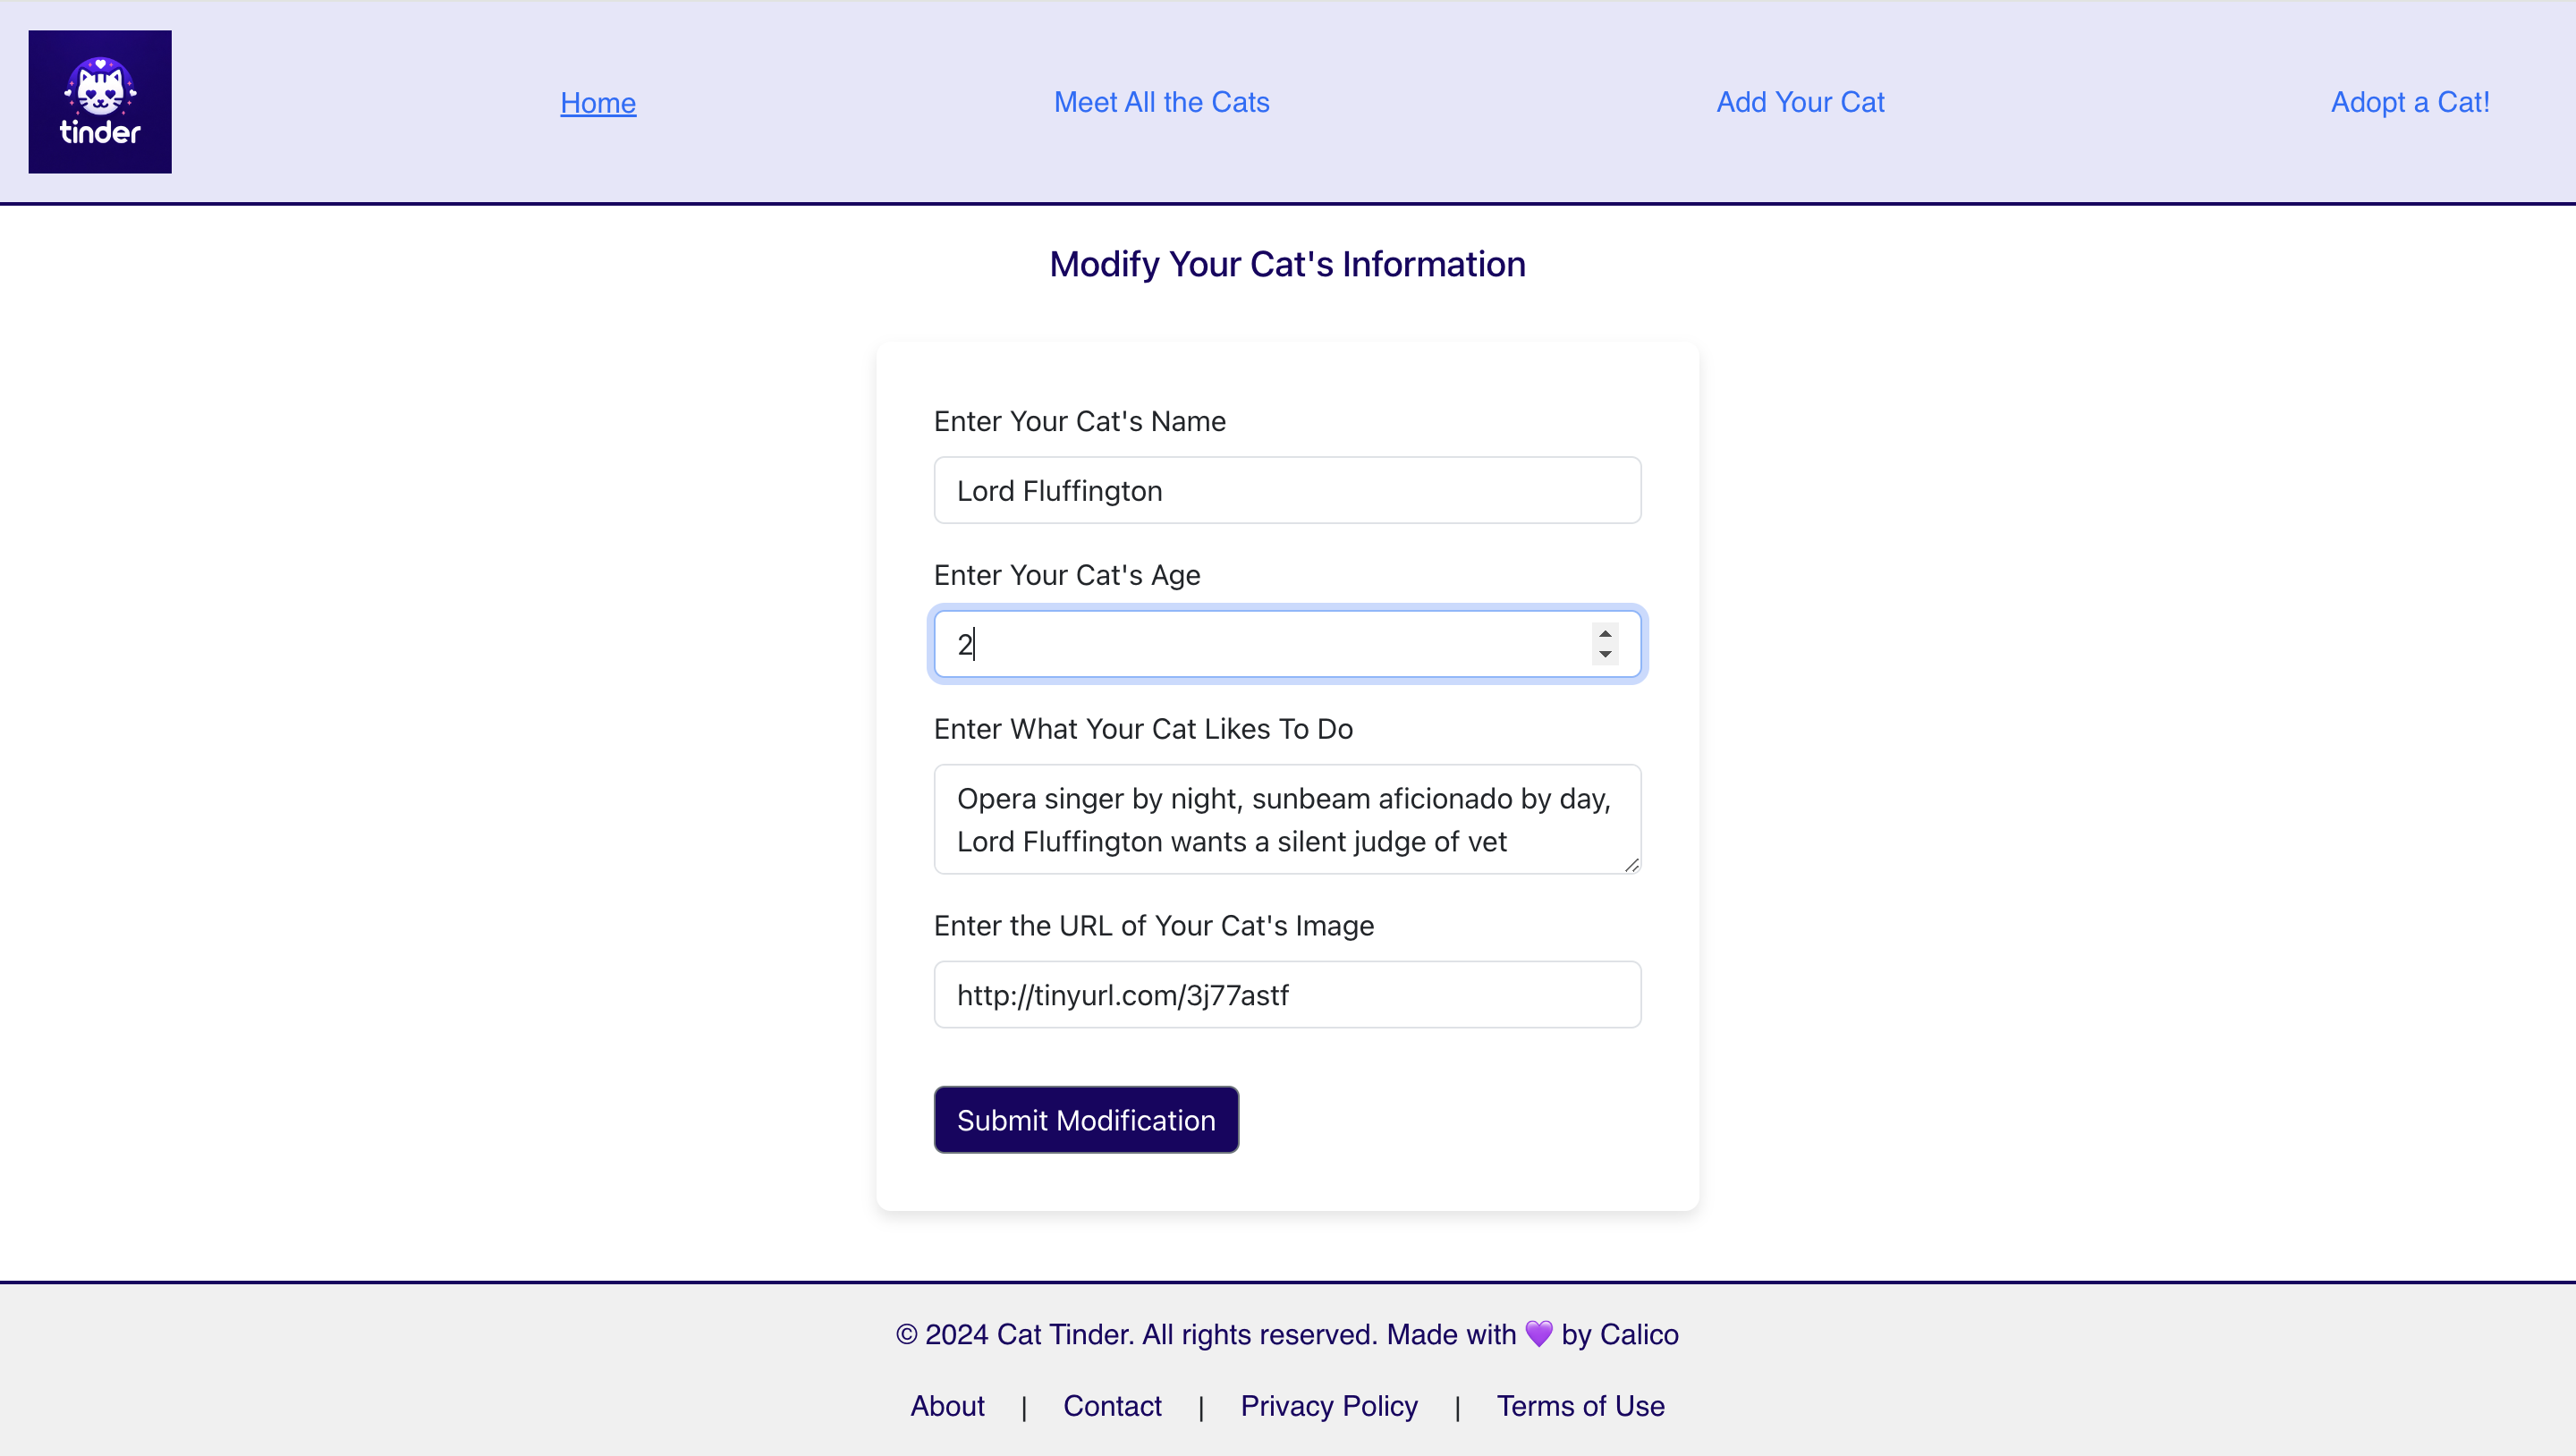 tinder
Home
Meet All the Cats
Add Your Cat
Adopt a Cat!
Modify Your Cat's Information
Enter Your Cat's Name
Lord Fluffington
Enter Your Cat's Age
2
Enter What Your Cat Likes To Do
Opera singer by night, sunbeam aficionado by day,
Lord Fluffington wants a silent judge of vet
Enter the URL of Your Cat's Image
http://tinyurl.com/3j77astf
Submit Modification
© 2024 Cat Tinder. All rights reserved. Made with 💜 by Calico
About | Contact | Privacy Policy | Terms of Use